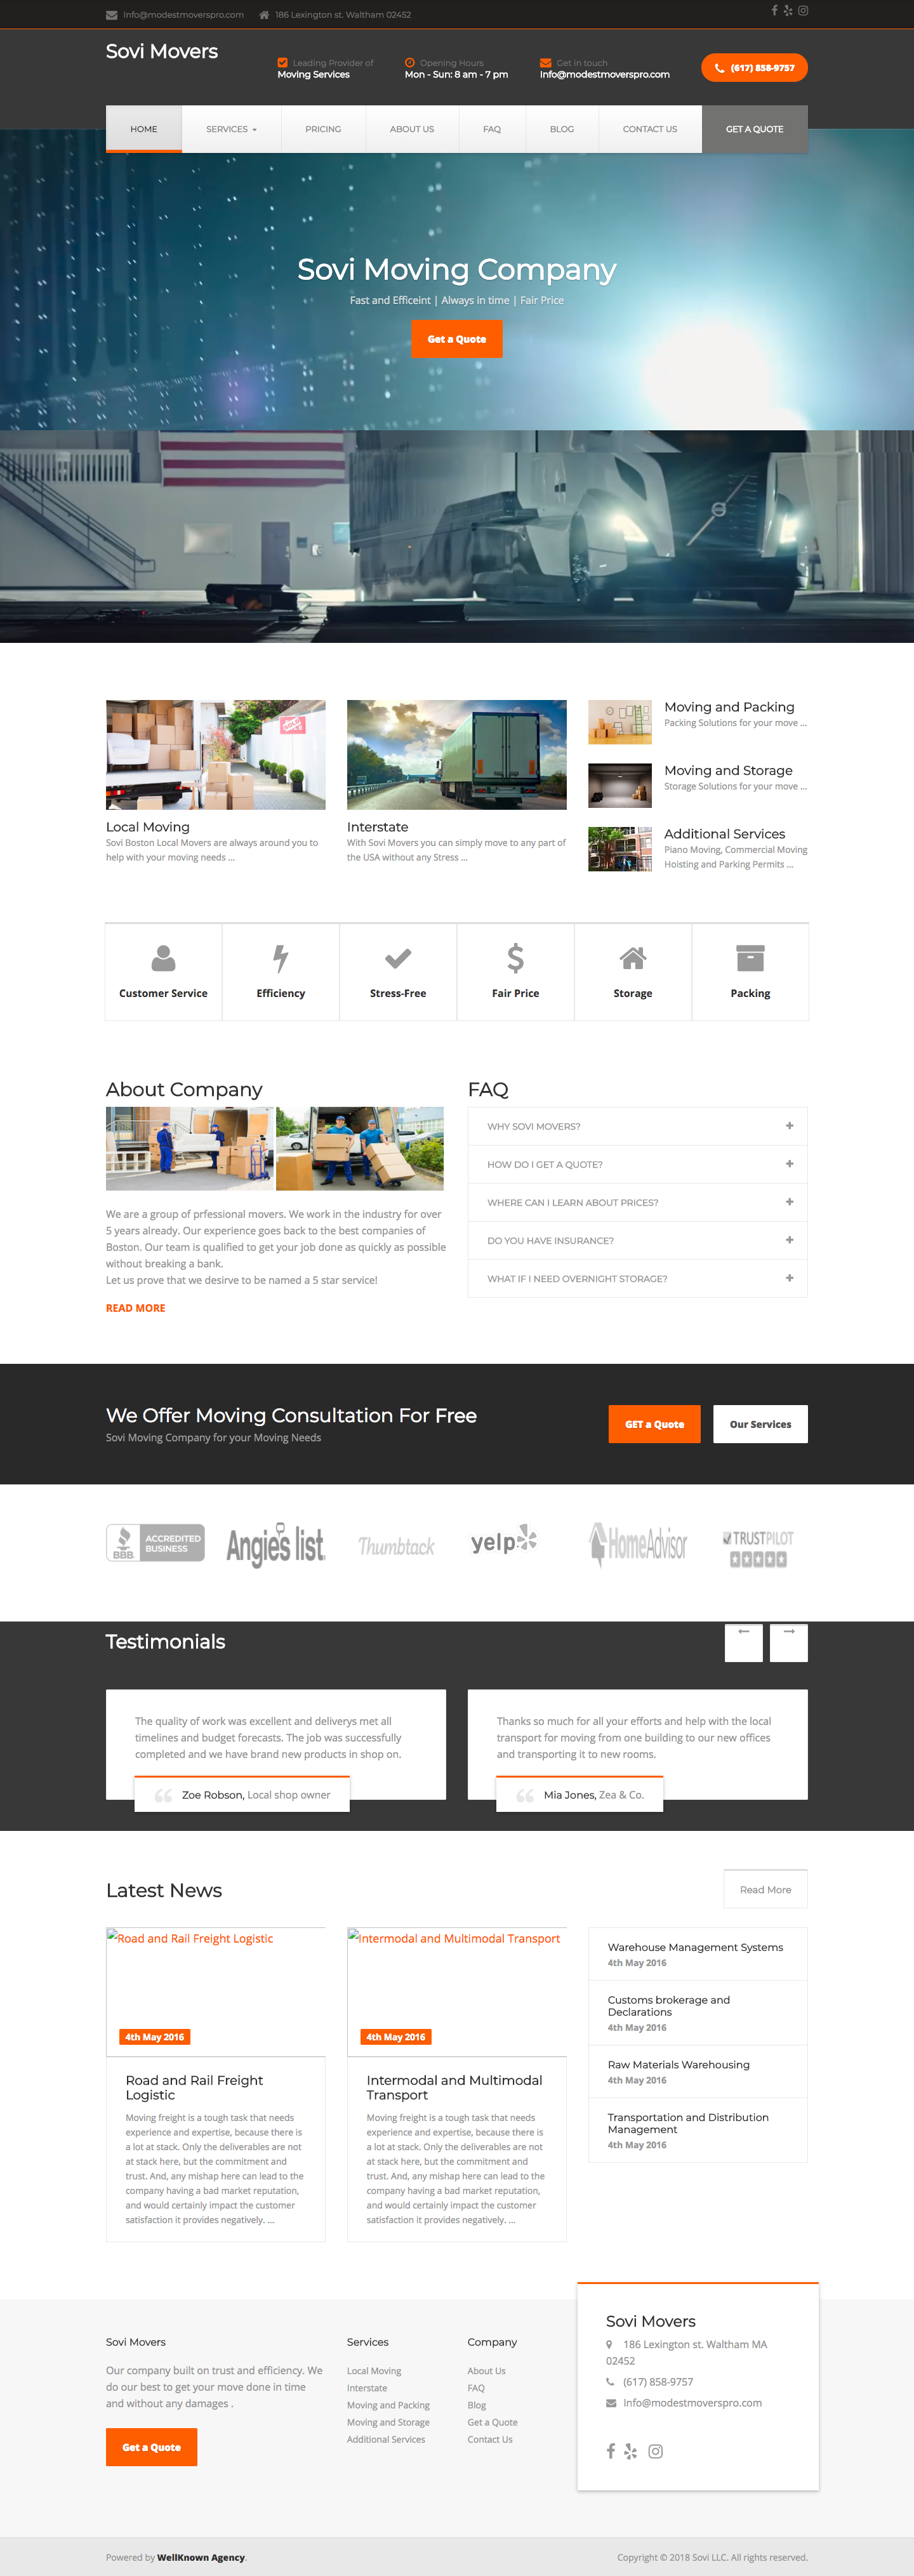 Info@modestmoverspro.com 186 Lexington st. Waltham 02452
Sovi Movers
Leading Provider of
Moving Services
Opening Hours
Mon - Sun: 8 am - 7 pm
Get in touch
Info@modestmoverspro.com
(617) 858-9757
HOME SERVICES PRICING ABOUT US FAQ BLOG CONTACT US GET A QUOTE
Sovi Moving Company
Fast and Efficeint | Always in time | Fair Price
Get a Quote
Local Moving
Sovi Boston Local Movers are always around you to
help with your moving needs ...
Interstate
With Sovi Movers you can simply move to any part of
the USA without any Stress ...
Moving and Packing
Packing Solutions for your move ...
Moving and Storage
Storage Solutions for your move ...
Additional Services
Piano Moving, Commercial Moving
Hoisting and Parking Permits ...
Customer Service
Efficiency
Stress-Free
Fair Price
Storage
Packing
About Company
We are a group of prfessional movers. We work in the industry for over
5 years already. Our experience goes back to the best companies of
Boston. Our team is qualified to get your job done as quickly as possible
without breaking a bank.
Let us prove that we desirve to be named a 5 star service!
READ MORE
FAQ
WHY SOVI MOVERS?
HOW DO I GET A QUOTE?
WHERE CAN I LEARN ABOUT PRICES?
DO YOU HAVE INSURANCE?
WHAT IF I NEED OVERNIGHT STORAGE?
We Offer Moving Consultation For Free
Sovi Moving Company for your Moving Needs
GET a Quote
Our Services
BBB
ACCREDITED
BUSINESS
Angies list
Thumbtack
yelp
HomeAdvisor
TRUSTPILOT
Testimonials
The quality of work was excellent and deliverys met all
timelines and budget forecasts. The job was successfully
completed and we have brand new products in shop on.
Zoe Robson, Local shop owner
Thanks so much for all your efforts and help with the local
transport for moving from one building to our new offices
and transporting it to new rooms.
Mia Jones, Zea & Co.
Latest News
Read More
Road and Rail Freight Logistic
4th May 2016
Road and Rail Freight
Logistic
Moving freight is a tough task that needs
experience and expertise, because there is
a lot at stack. Only the deliverables are not
at stack here, but the commitment and
trust. And, any mishap here can lead to the
company having a bad market reputation,
and would certainly impact the customer
satisfaction it provides negatively. ...
Intermodal and Multimodal Transport
4th May 2016
Intermodal and Multimodal
Transport
Moving freight is a tough task that needs
experience and expertise, because there is
a lot at stack. Only the deliverables are not
at stack here, but the commitment and
trust. And, any mishap here can lead to the
company having a bad market reputation,
and would certainly impact the customer
satisfaction it provides negatively. ...
Warehouse Management Systems
4th May 2016
Customs brokerage and
Declarations
4th May 2016
Raw Materials Warehousing
4th May 2016
Transportation and Distribution
Management
4th May 2016
Sovi Movers
Our company built on trust and efficiency. We
do our best to get your move done in time
and without any damages .
Get a Quote
Services
Local Moving
Interstate
Moving and Packing
Moving and Storage
Additional Services
Company
About Us
FAQ
Blog
Get a Quote
Contact Us
Sovi Movers
186 Lexington st. Waltham MA
02452
(617) 858-9757
Info@modestmoverspro.com
Powered by WellKnown Agency.
Copyright © 2018 Sovi LLC. All rights reserved.